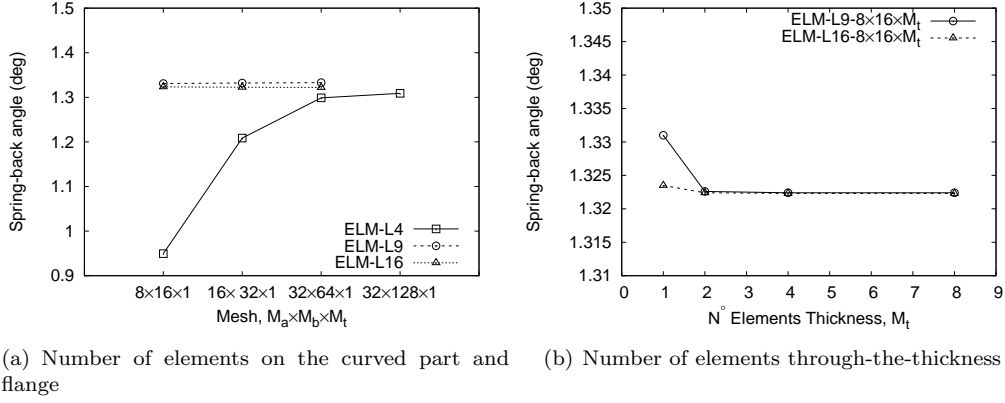 1.5
1.4
1.3
1.2
1.1
1
0.9
Spring-back angle (deg)
8×16×1 16×32×1 32×64×1 32×128×1
Mesh, Ma×Mb×Mt
ELM-L4
ELM-L9
ELM-L16
(a) Number of elements on the curved part and
flange
1.35
1.345
1.34
1.335
1.33
1.325
1.32
1.315
1.31
Spring-back angle (deg)
0 1 2 3 4 5 6 7 8 9
N° Elements Thickness, Mt
ELM-L9-8×16×Mt
ELM-L16-8×16×Mt
(b) Number of elements through-the-thickness